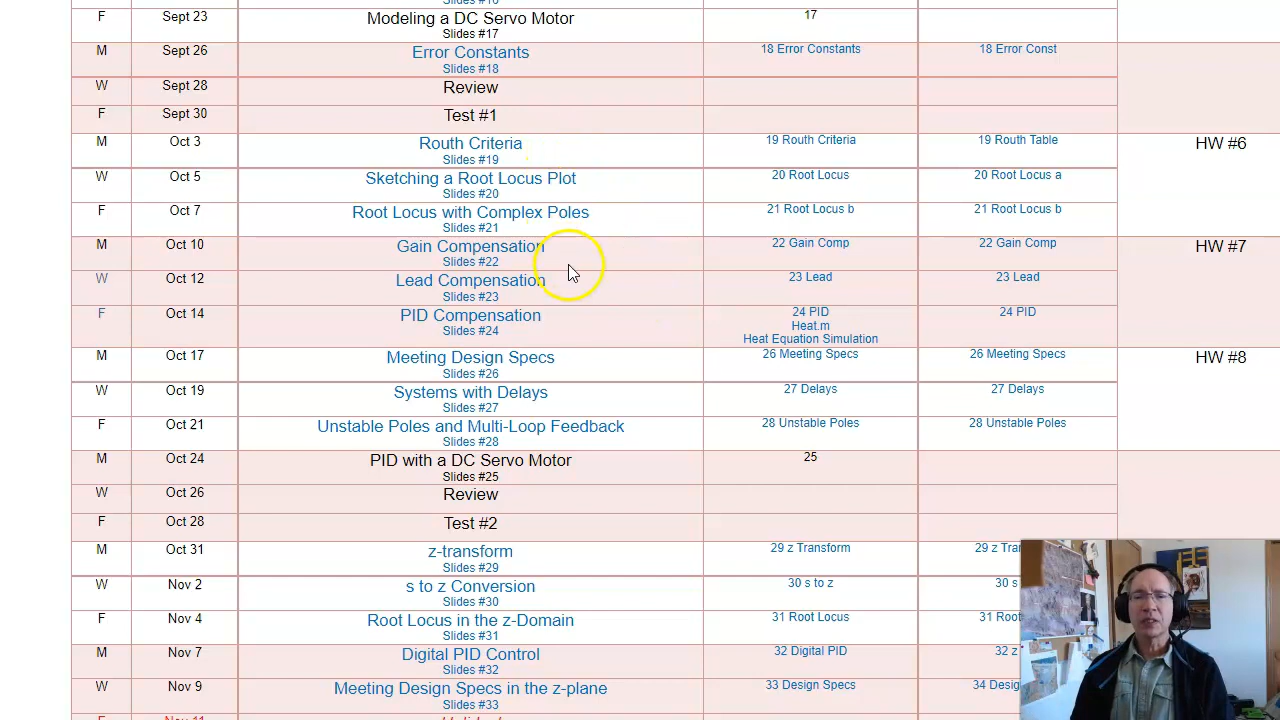 F Sept 23 Modeling a DC Servo Motor 17
Slides #17
M Sept 26 Error Constants 18 Error Constants 18 Error Const
Slides #18
W Sept 28 Review
F Sept 30 Test #1
M Oct 3 Routh Criteria 19 Routh Criteria 19 Routh Table HW #6
Slides #19
W Oct 5 Sketching a Root Locus Plot 20 Root Locus 20 Root Locus a
Slides #20
F Oct 7 Root Locus with Complex Poles 21 Root Locus b 21 Root Locus b
Slides #21
M Oct 10 Gain Compensation 22 Gain Comp 22 Gain Comp HW #7
Slides #22
W Oct 12 Lead Compensation 23 Lead 23 Lead
Slides #23
F Oct 14 PID Compensation 24 PID 24 PID
Slides #24 Heat.m
Heat Equation Simulation
M Oct 17 Meeting Design Specs 26 Meeting Specs 26 Meeting Specs HW #8
Slides #26
W Oct 19 Systems with Delays 27 Delays 27 Delays
Slides #27
F Oct 21 Unstable Poles and Multi-Loop Feedback 28 Unstable Poles 28 Unstable Poles
Slides #28
M Oct 24 PID with a DC Servo Motor 25
Slides #25
W Oct 26 Review
F Oct 28 Test #2
M Oct 31 z-transform 29 z Transform 29 z Tra
Slides #29
W Nov 2 s to z Conversion 30 s to z 30 s
Slides #30
F Nov 4 Root Locus in the z-Domain 31 Root Locus 31 Root
Slides #31
M Nov 7 Digital PID Control 32 Digital PID 32 z
Slides #32
W Nov 9 Meeting Design Specs in the z-plane 33 Design Specs 34 Desig
Slides #33